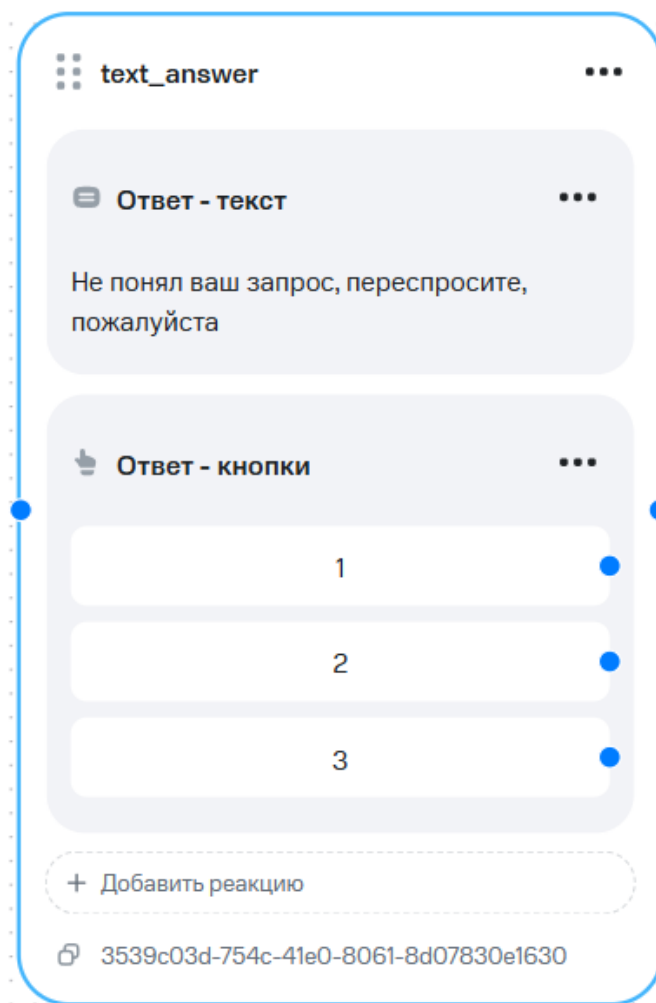 text_answer
Ответ - текст
Не понял ваш запрос, переспросите,
пожалуйста
Ответ - кнопки
1
2
3
+ Добавить реакцию
3539c03d-754c-41e0-8061-8d07830e1630